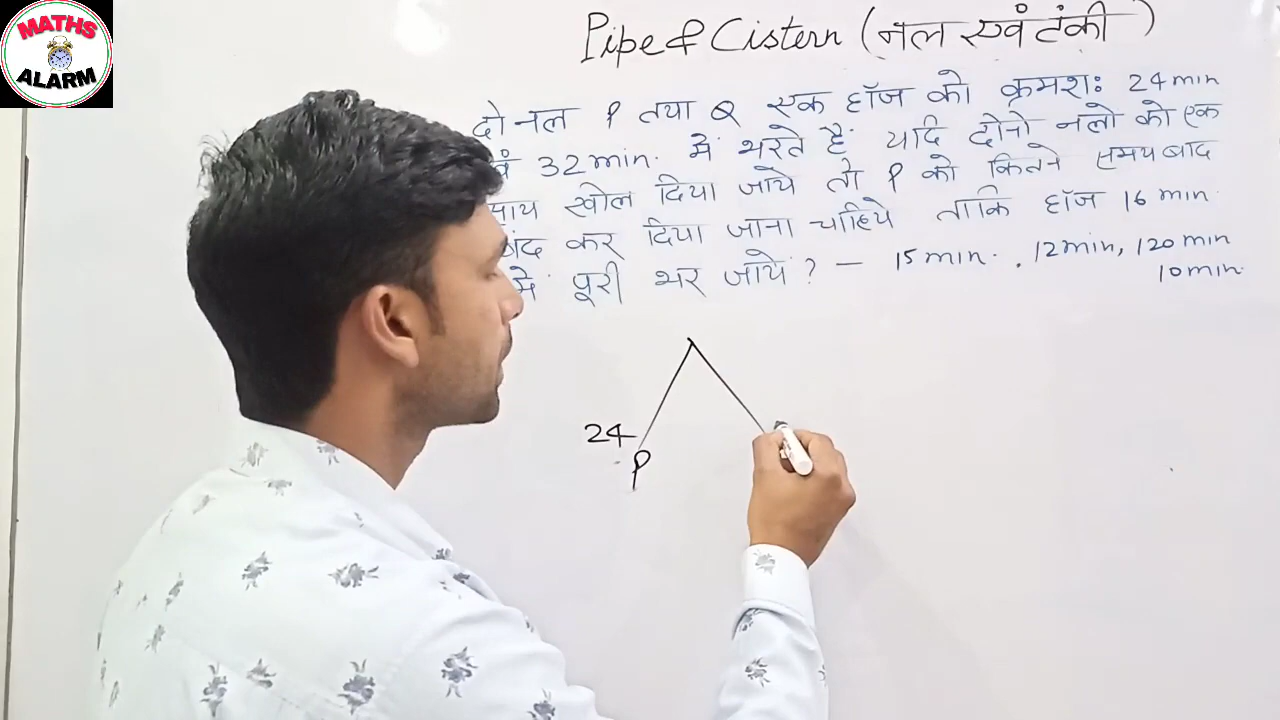 MATHS
ALARM
Pipe & Cistern (नल एवं टंकी)
दो नल P तथा Q एक हॉज को क्रमशः 24 min
32 min. में भरते हैं यदि दोनो नलो को एक
साथ खोल दिया जाये तो P को कितने समय बाद
बंद कर दिया जाना चाहिये ताकि हॉज 16 min.
मे पूरी भर जाये ? – 15 min. , 12 min, 120 min
10 min.
24
P